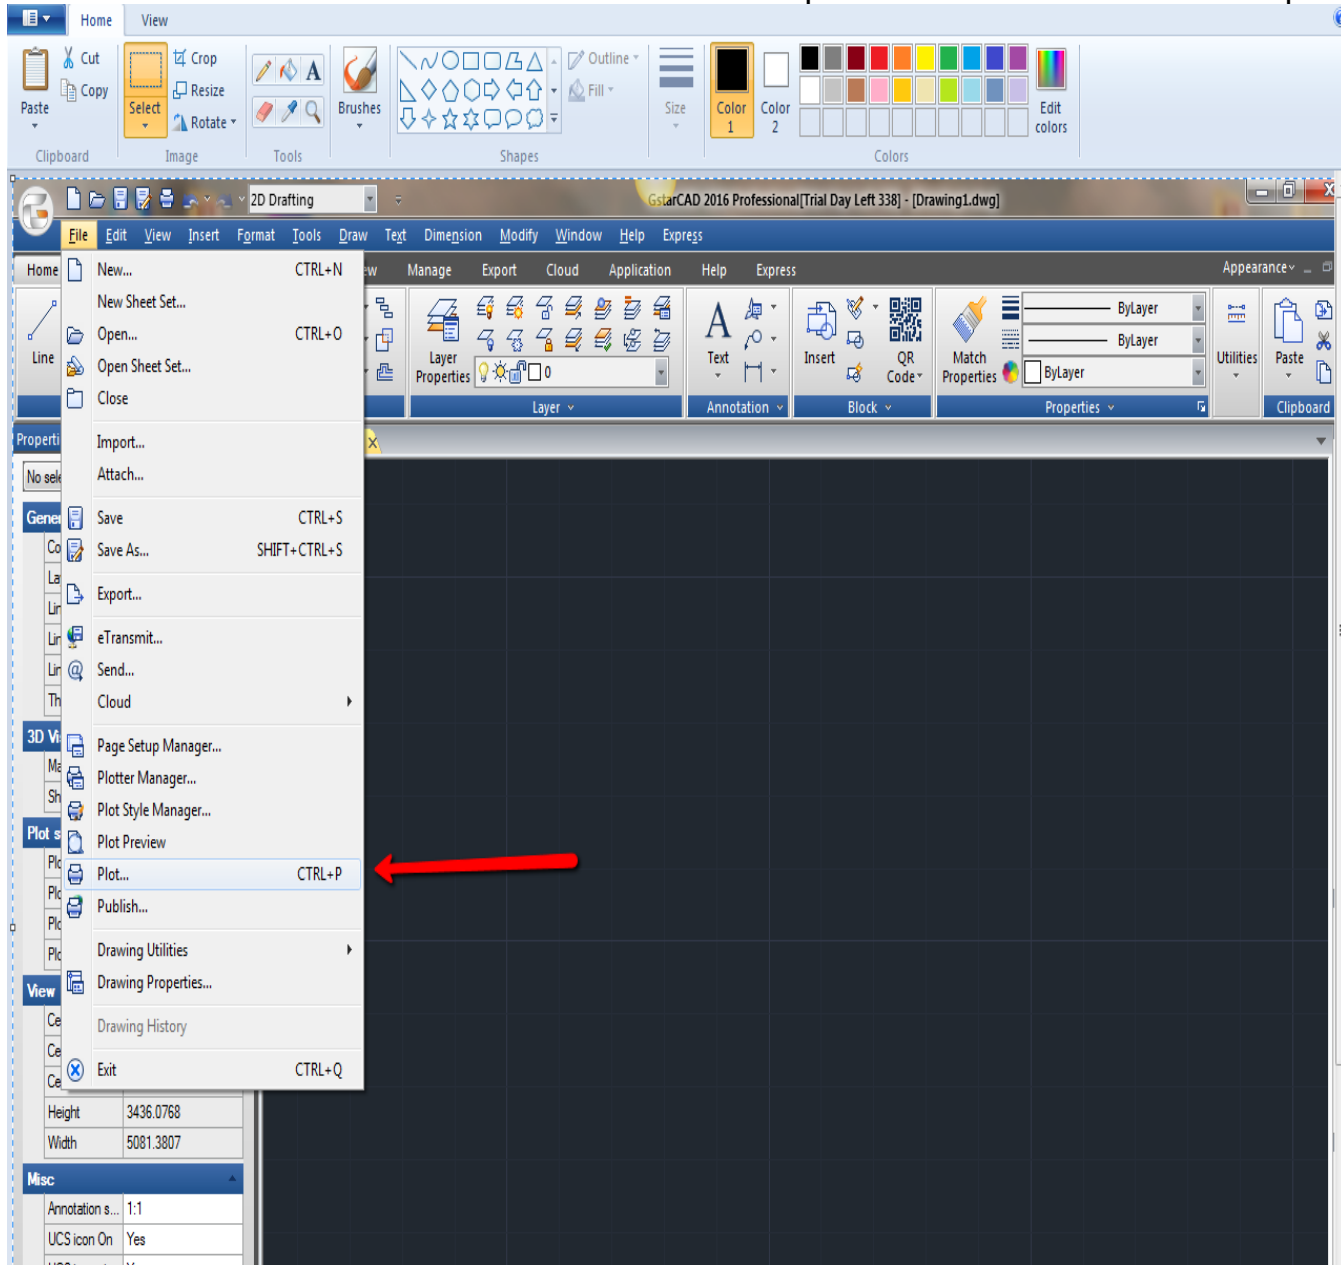 Home View
Cut
Copy
Paste
Clipboard
Select
Crop
Resize
Rotate
Image
Tools
Brushes
Outline
Fill
Shapes
Size
Color 1
Color 2
Edit colors
Colors
2D Drafting
GstarCAD 2016 Professional[Trial Day Left 338] - [Drawing1.dwg]
File Edit View Insert Format Tools Draw Text Dimension Modify Window Help Express
Home Manage Export Cloud Application Help Express Appearance
Line
Layer Properties
0
Layer
A
Text
Annotation
Insert
QR Code
Block
Match Properties
ByLayer
ByLayer
ByLayer
Properties
Utilities
Paste
Clipboard
New... CTRL+N
New Sheet Set...
Open... CTRL+O
Open Sheet Set...
Close
Import...
Attach...
Save CTRL+S
Save As... SHIFT+CTRL+S
Export...
eTransmit...
Send...
Cloud
Page Setup Manager...
Plotter Manager...
Plot Style Manager...
Plot Preview
Plot... CTRL+P
Publish...
Drawing Utilities
Drawing Properties...
Drawing History
Exit CTRL+Q
No
3D
Plot
View
Height 3436.0768
Width 5081.3807
Misc
Annotation s... 1:1
UCS icon On Yes